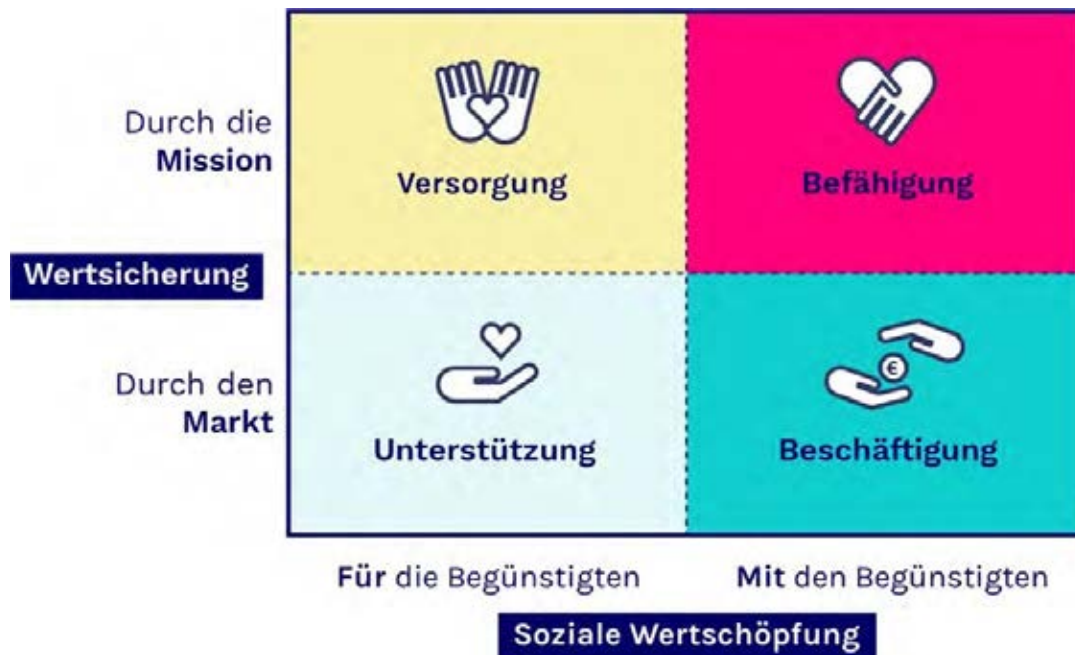 Durch die
Mission
Versorgung
Befähigung
Wertsicherung
Durch den
Markt
€
Unterstützung
Beschäftigung
Für die Begünstigten
Mit den Begünstigten
Soziale Wertschöpfung